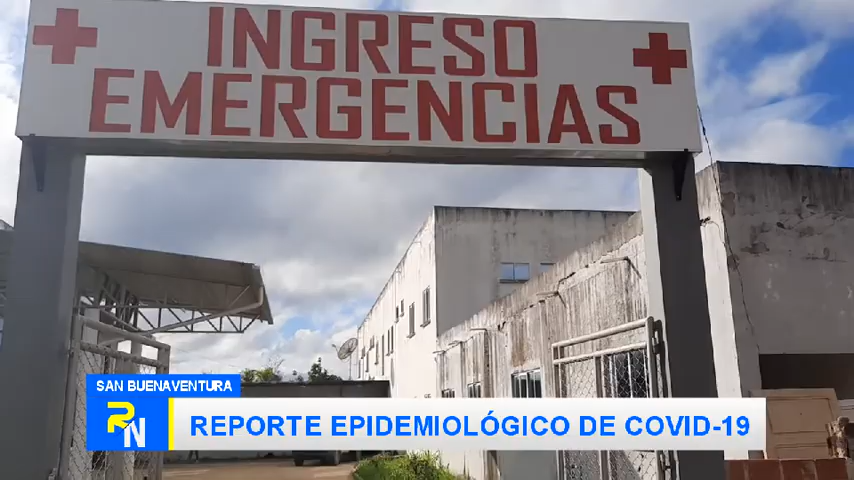 INGRESO
EMERGENCIAS
SAN BUENAVENTURA
RN
REPORTE EPIDEMIOLÓGICO DE COVID-19